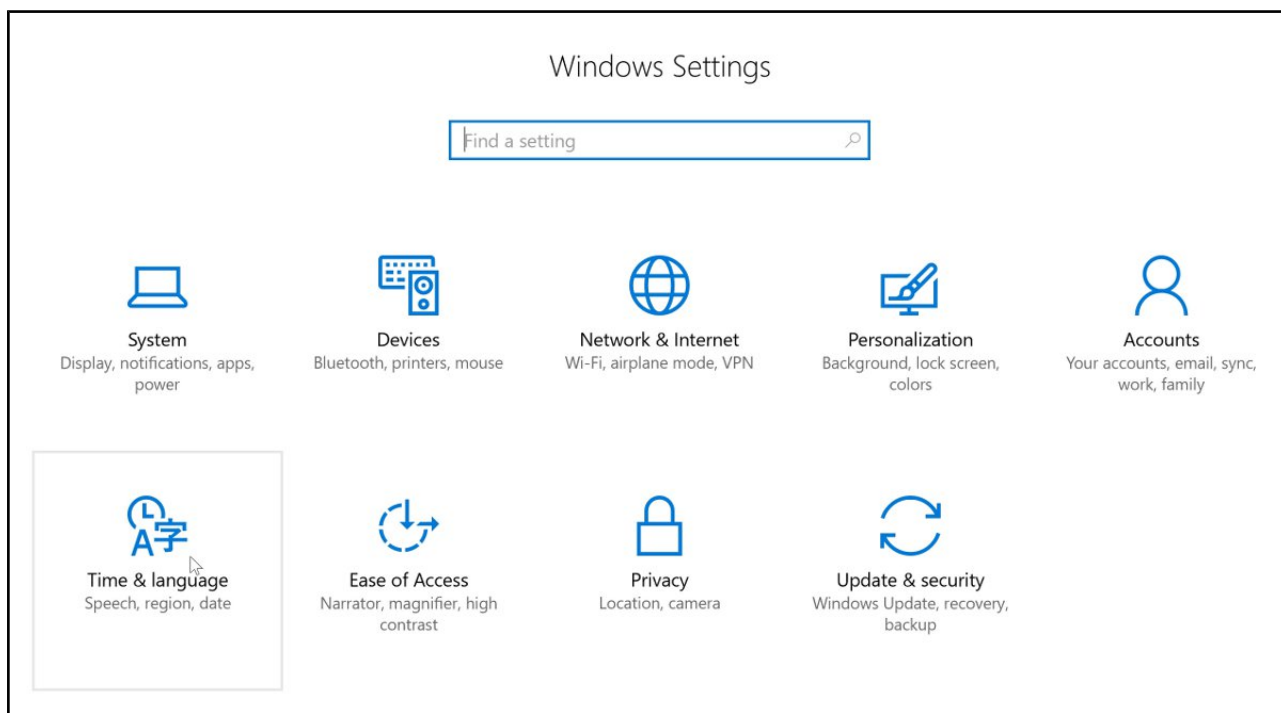 Windows Settings
Find a setting
System
Display, notifications, apps,
power
Devices
Bluetooth, printers, mouse
Network & Internet
Wi-Fi, airplane mode, VPN
Personalization
Background, lock screen,
colors
Accounts
Your accounts, email, sync,
work, family
A字
Time & language
Speech, region, date
Ease of Access
Narrator, magnifier, high
contrast
Privacy
Location, camera
Update & security
Windows Update, recovery,
backup